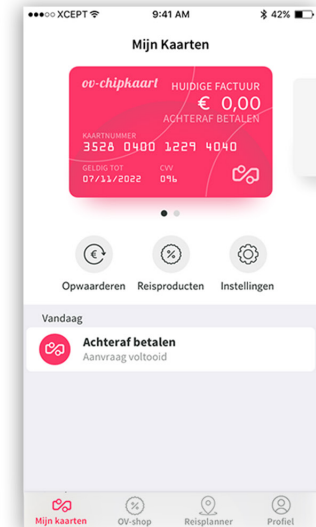 XCEPT 9:41 AM 42%
Mijn Kaarten
ov-chipkaart HUIDIGE FACTUUR
€ 0,00
ACHTERAF BETALEN
KAARTNUMMER
3528 0400 1229 4040
GELDIG TOT CVV
07/11/2022 096
Opwaarderen Reisproducten Instellingen
Vandaag
Achteraf betalen
Aanvraag voltooid
Mijn kaarten OV-shop Reisplanner Profiel